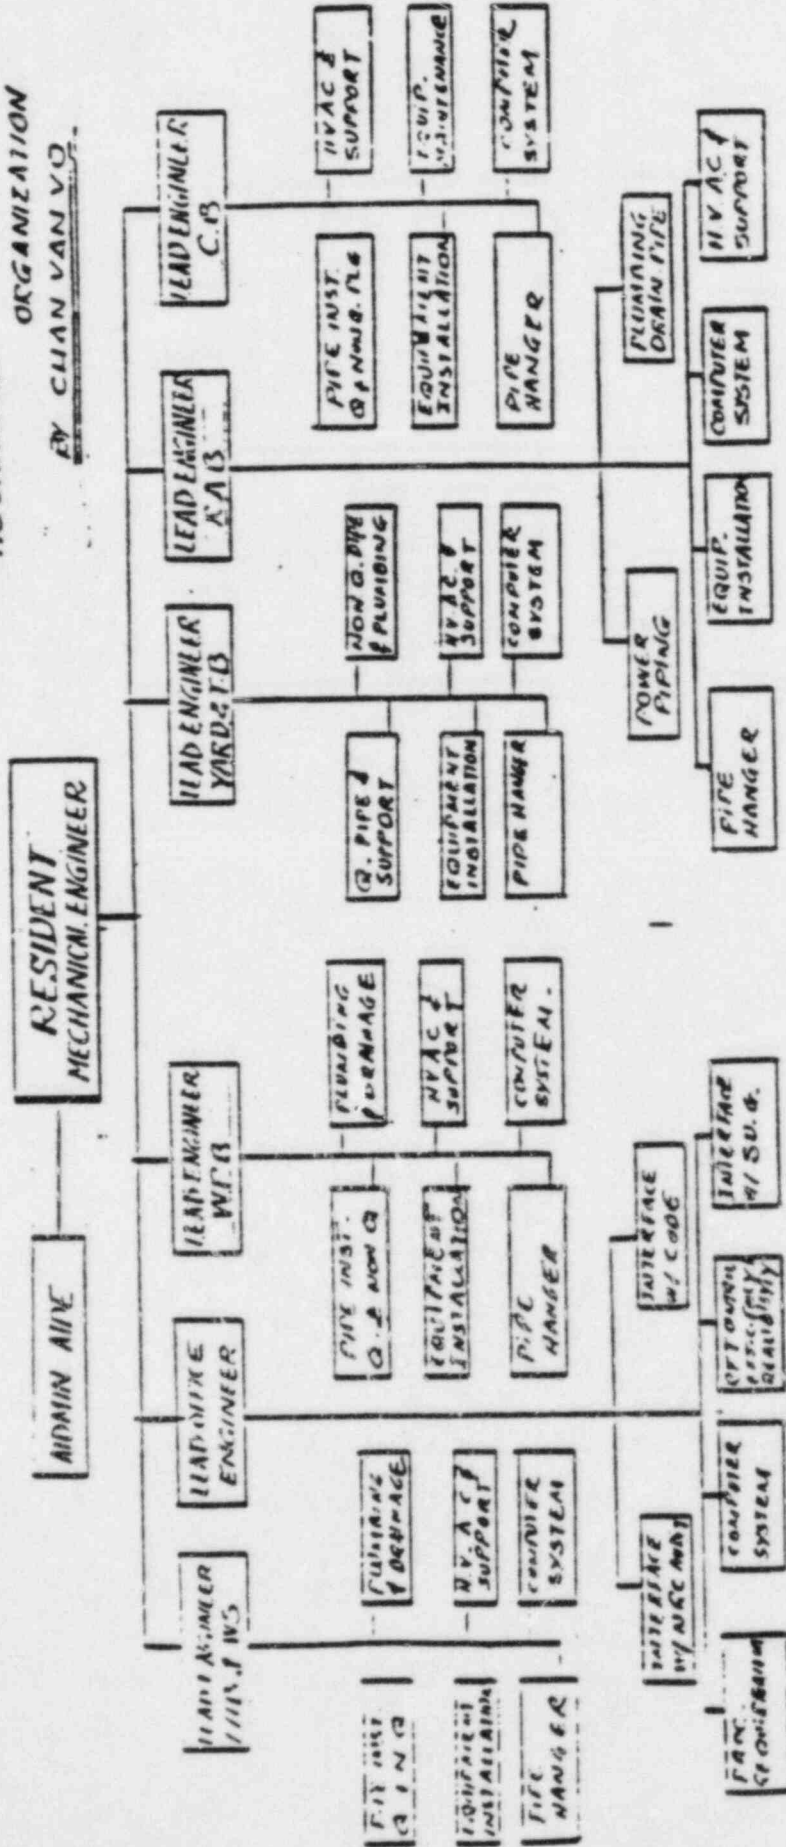 ORGANIZATION
BY CHAN VAN VO
RESIDENT
MECHANICAL ENGINEER
ADMIN AIDE
LEAD ENGINEER
LEAD OFFICE
ENGINEER
LEAD ENGINEER
W.P.B
LEAD ENGINEER
YARD & T.B
LEAD ENGINEER
R A B
LEAD ENGINEER
C.B
PLUMBING
& DRAINAGE
EQUIPMENT
INSTALLATION
H.V.A.C &
SUPPORT
PIPE
HANGER
COMPUTER
SYSTEM
INTERFACE
W/ NRC AUDIT
INTERFACE
W/ CODE
COMPUTER
SYSTEM
INTERFACE
W/ S.U.G.
PIPE INST.
Q. & NON Q
PLUMBING
& DRAINAGE
EQUIPMENT
INSTALLATION
HVAC &
SUPPORT
PIPE
HANGER
COMPUTER
SYSTEM.
Q. PIPE &
SUPPORT
NON Q. PIPE
& PLUMBING
EQUIPMENT
INSTALLATION
HVAC &
SUPPORT
PIPE HANGER
COMPUTER
SYSTEM
POWER
PIPING
PLUMBING
DRAIN PIPE
PIPE
HANGER
EQUIP.
INSTALLATION
COMPUTER
SYSTEM
H.V.AC &
SUPPORT
PIPE INST.
HVAC &
SUPPORT
EQUIPMENT
INSTALLATION
EQUIP.
MAINTENANCE
PIPE
HANGER
COMPUTER
SYSTEM